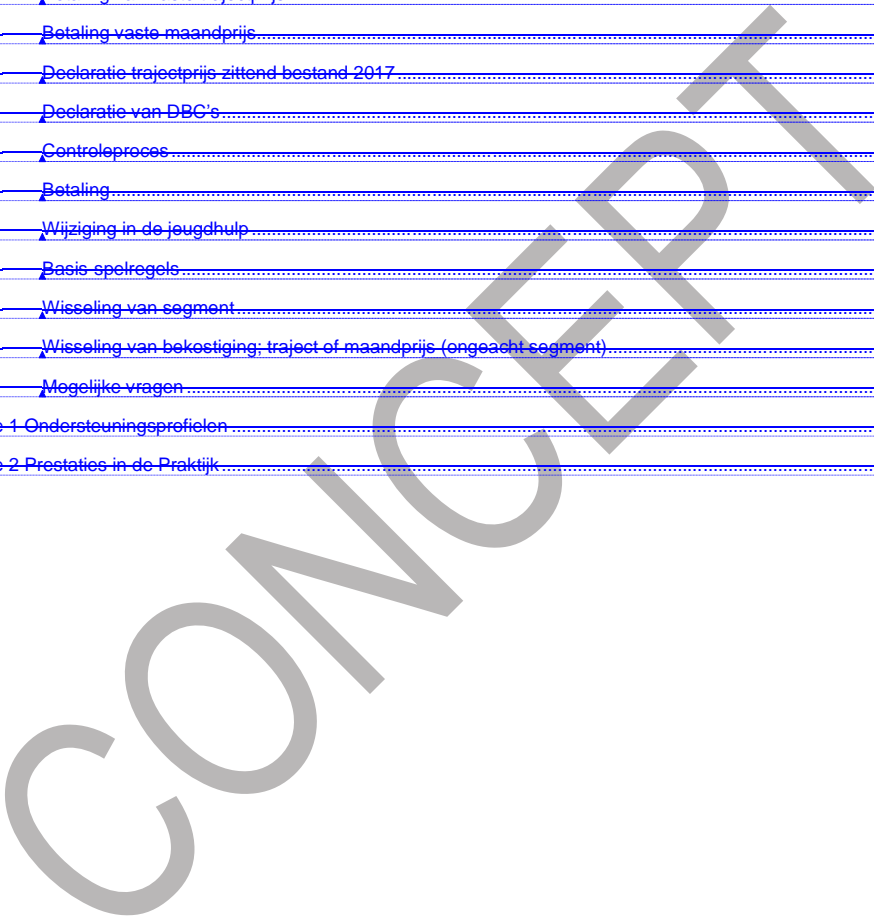 Betaling vaste maandprijs
Declaratie trajectprijs zittend bestand 2017
Declaratie van DBC's
Controleproces
Betaling
Wijziging in de jeugdhulp
Basis-spelregels
Wisseling van segment
Wisseling van bekostiging; traject of maandprijs (ongeacht segment)
Mogelijke vragen
1 Ondersteuningsprofielen
2 Prestaties in de Praktijk
CONCEPT